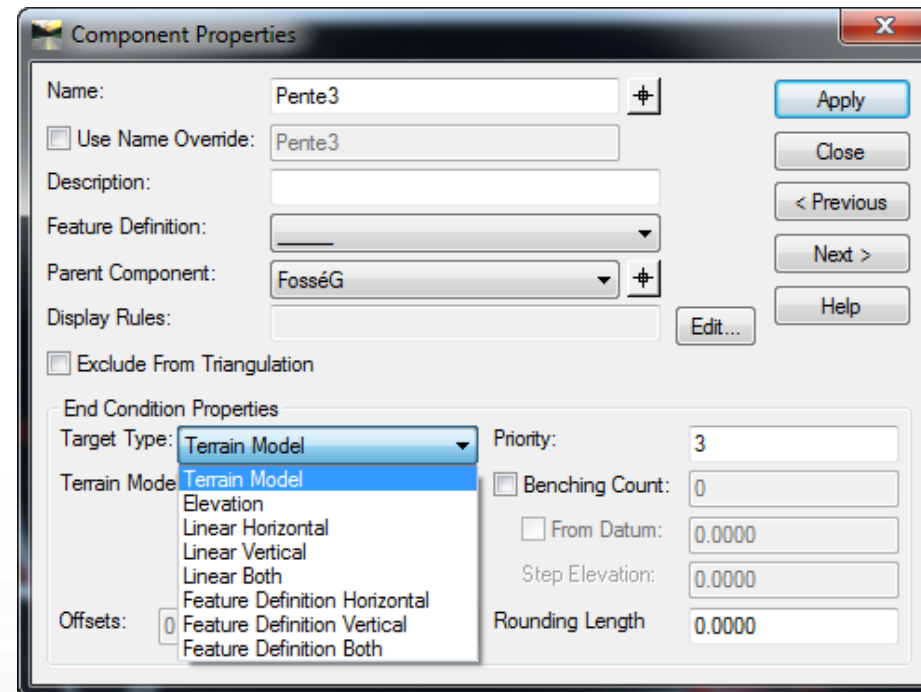 Component Properties
Name: Pente3
Apply
Use Name Override: Pente3
Close
Description:
< Previous
Feature Definition:
Next >
Parent Component: FosséG
Help
Display Rules: Edit...
Exclude From Triangulation
End Condition Properties
Target Type: Terrain Model Priority: 3
Terrain Mode
Terrain Model
Elevation
Linear Horizontal
Linear Vertical
Linear Both
Feature Definition Horizontal
Feature Definition Vertical
Feature Definition Both
Benching Count: 0
From Datum: 0.0000
Step Elevation: 0.0000
Offsets: 0
Rounding Length 0.0000